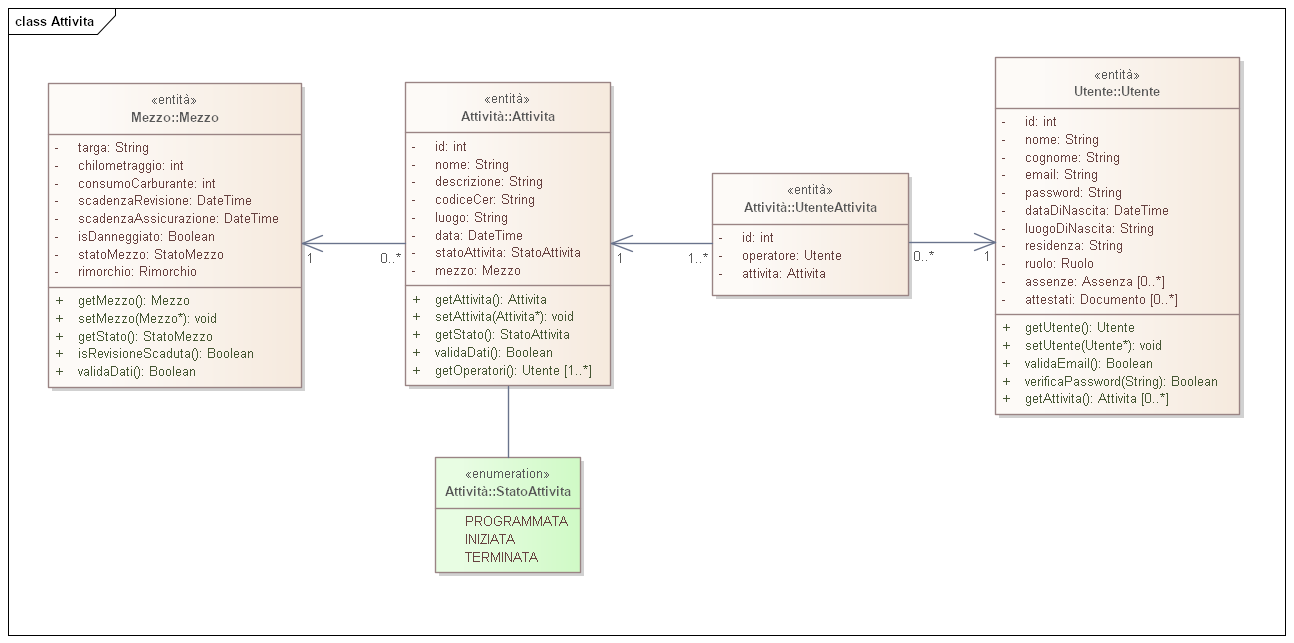 class Attivita
«entità»
Mezzo::Mezzo
- targa: String
- chilometraggio: int
- consumoCarburante: int
- scadenzaRevisione: DateTime
- scadenzaAssicurazione: DateTime
- isDanneggiato: Boolean
- statoMezzo: StatoMezzo
- rimorchio: Rimorchio
+ getMezzo(): Mezzo
+ setMezzo(Mezzo*): void
+ getStato(): StatoMezzo
+ isRevisioneScaduta(): Boolean
+ validaDati(): Boolean
1
0..*
«entità»
Attività::Attivita
- id: int
- nome: String
- descrizione: String
- codiceCer: String
- luogo: String
- data: DateTime
- statoAttivita: StatoAttivita
- mezzo: Mezzo
+ getAttivita(): Attivita
+ setAttivita(Attivita*): void
+ getStato(): StatoAttivita
+ validaDati(): Boolean
+ getOperatori(): Utente [1..*]
1
1..*
«entità»
Attività::UtenteAttivita
- id: int
- operatore: Utente
- attivita: Attivita
0..*
1
«entità»
Utente::Utente
- id: int
- nome: String
- cognome: String
- email: String
- password: String
- dataDiNascita: DateTime
- luogoDiNascita: String
- residenza: String
- ruolo: Ruolo
- assenze: Assenza [0..*]
- attestati: Documento [0..*]
+ getUtente(): Utente
+ setUtente(Utente*): void
+ validaEmail(): Boolean
+ verificaPassword(String): Boolean
+ getAttivita(): Attivita [0..*]
«enumeration»
Attività::StatoAttivita
PROGRAMMATA
INIZIATA
TERMINATA